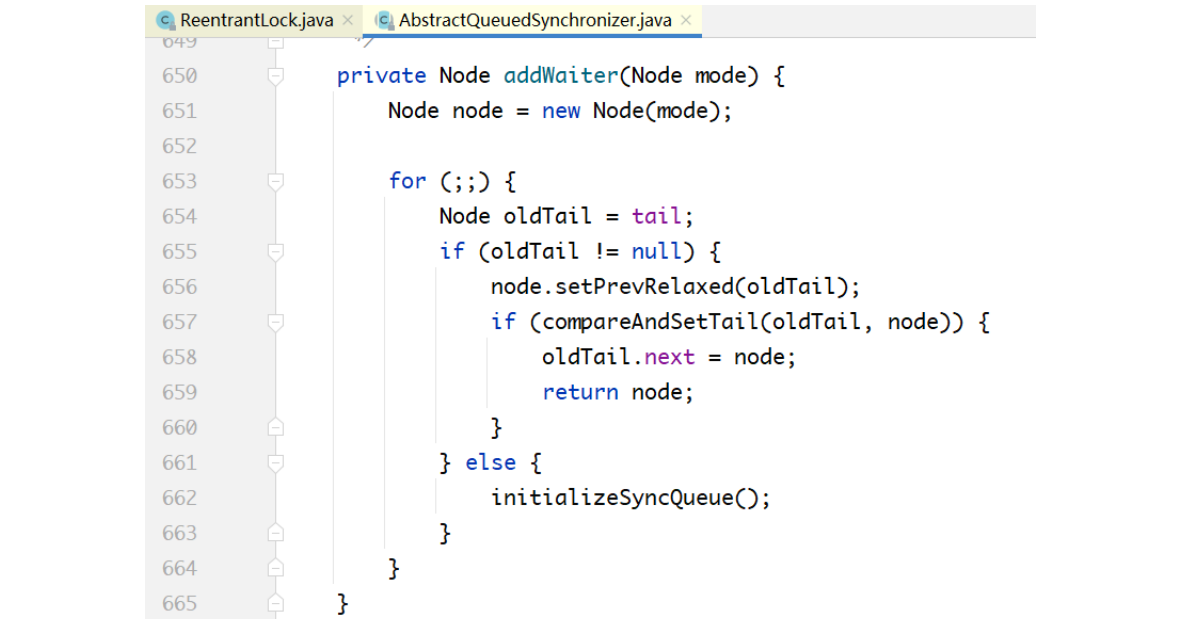 ReentrantLock.java × AbstractQueuedSynchronizer.java ×
649 */
650 private Node addWaiter(Node mode) {
651 Node node = new Node(mode);
652
653 for (;;) {
654 Node oldTail = tail;
655 if (oldTail != null) {
656 node.setPrevRelaxed(oldTail);
657 if (compareAndSetTail(oldTail, node)) {
658 oldTail.next = node;
659 return node;
660 }
661 } else {
662 initializeSyncQueue();
663 }
664 }
665 }